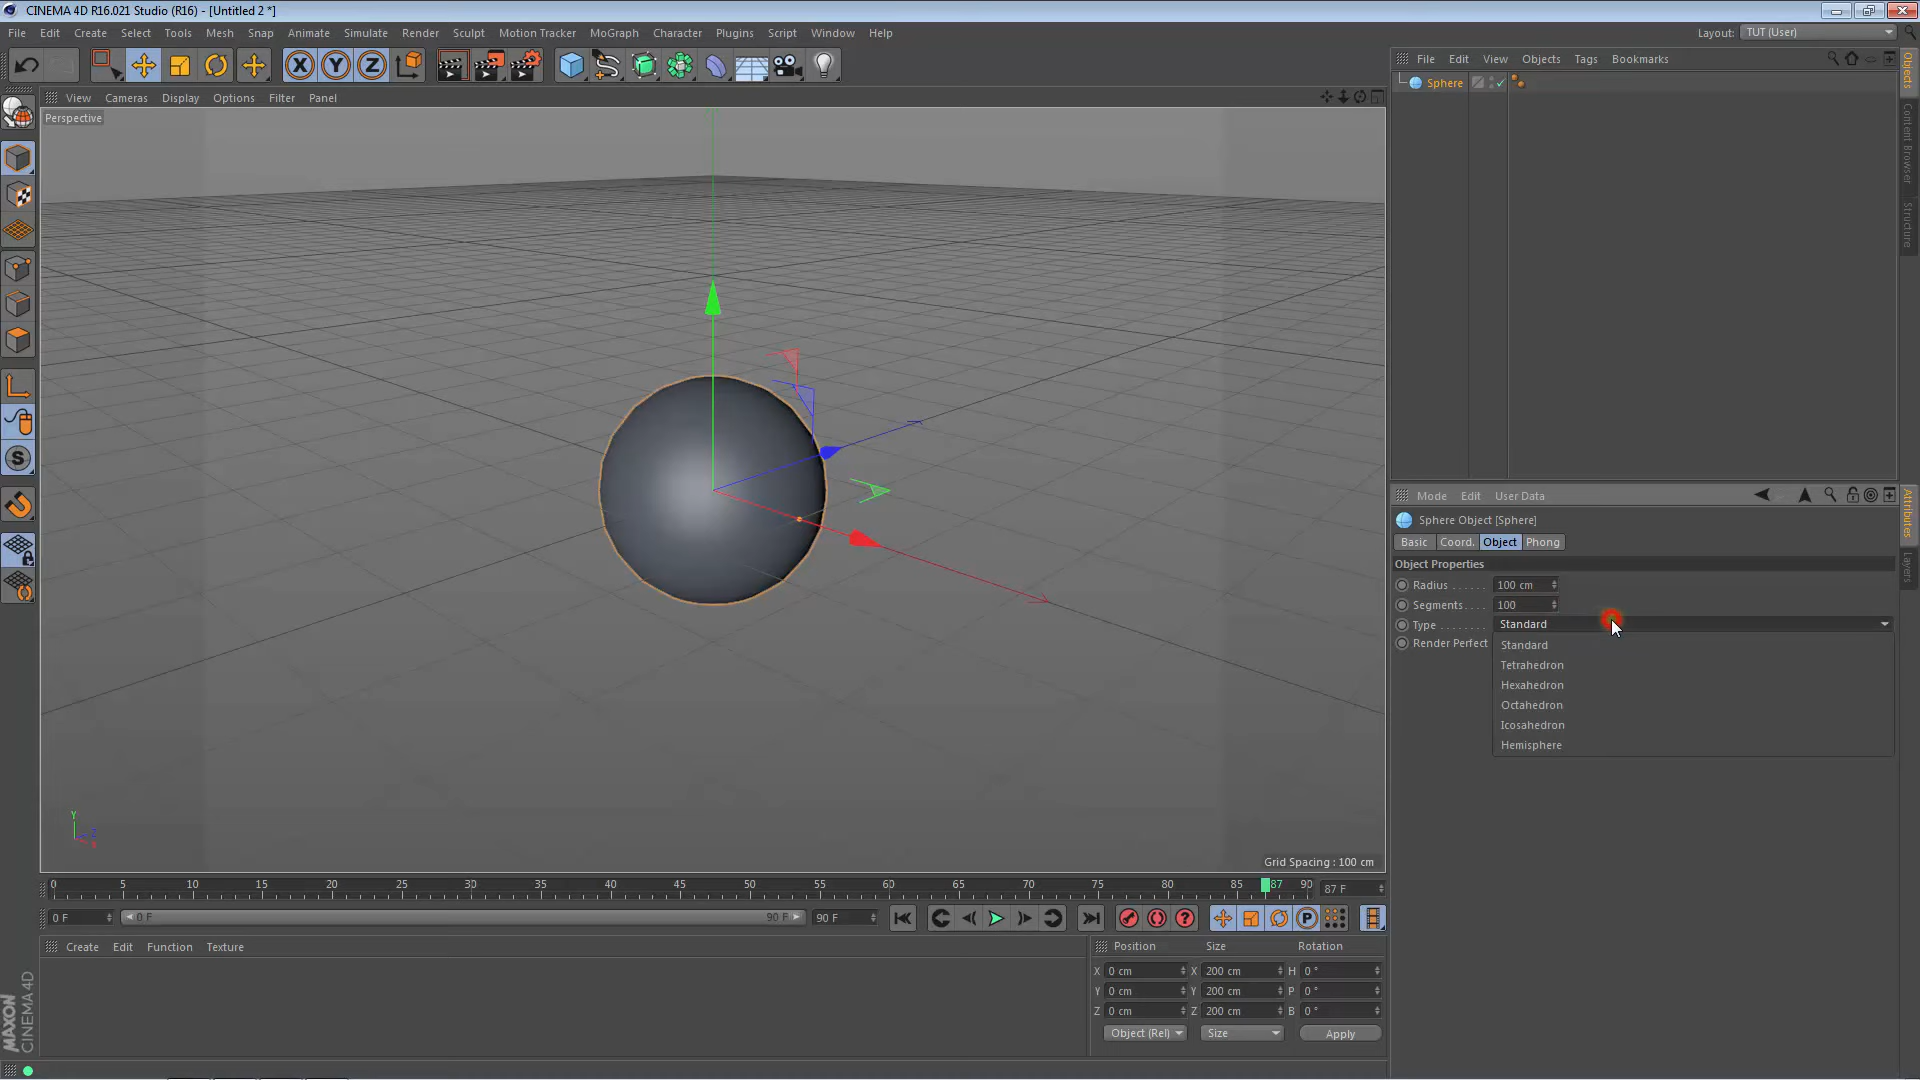 CINEMA 4D R16.021 Studio (R16) - [Untitled 2 *]
File Edit Create Select Tools Mesh Snap Animate Simulate Render Sculpt Motion Tracker MoGraph Character Plugins Script Window Help
Layout: TUT (User)
X Y Z
File Edit View Objects Tags Bookmarks
Objects
Content Browser
Structure
Sphere
View Cameras Display Options Filter Panel
Perspective
S
Y
Z
X
Grid Spacing : 100 cm
Mode Edit User Data
Attributes
Layers
Sphere Object [Sphere]
Basic Coord. Object Phong
Object Properties
Radius . . . . . . 100 cm
Segments. . . . 100
Type . . . . . . . . Standard
Render Perfect
Standard
Tetrahedron
Hexahedron
Octahedron
Icosahedron
Hemisphere
0 5 10 15 20 25 30 35 40 45 50 55 60 65 70 75 80 85 87 90
87 F
0 F 0 F 90 F 90 F
P
Create Edit Function Texture
MAXON
CINEMA 4D
Position Size Rotation
X 0 cm X 200 cm H 0 °
Y 0 cm Y 200 cm P 0 °
Z 0 cm Z 200 cm B 0 °
Object (Rel) Size Apply